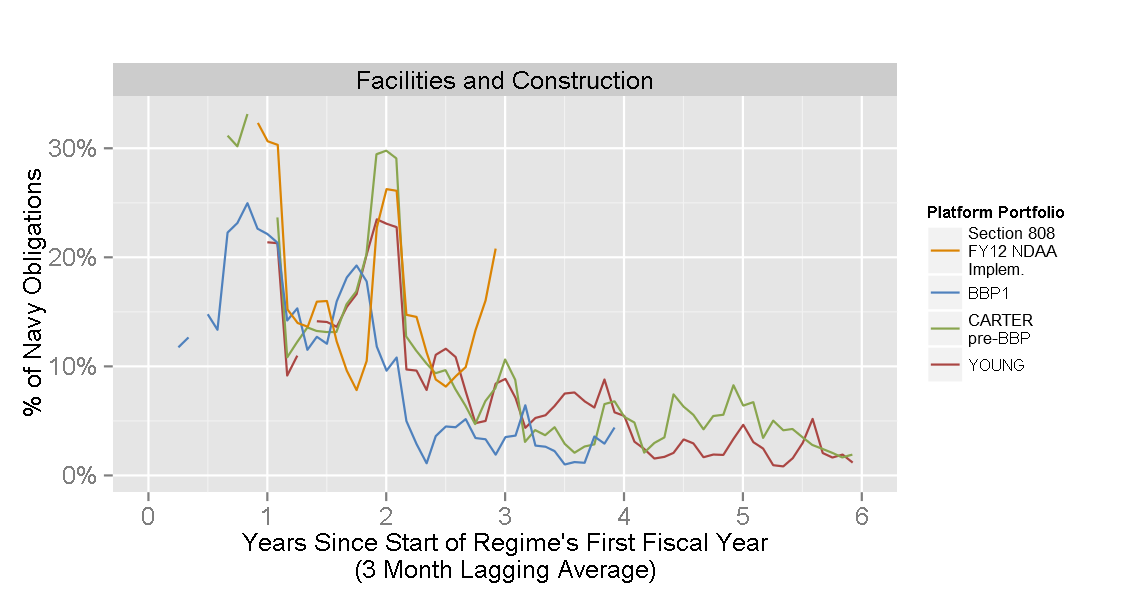 Facilities and Construction
30%
20%
10%
0%
% of Navy Obligations
0 1 2 3 4 5 6
Years Since Start of Regime's First Fiscal Year
(3 Month Lagging Average)
Platform Portfolio
Section 808
FY12 NDAA
Implem.
BBP1
CARTER
pre-BBP
YOUNG